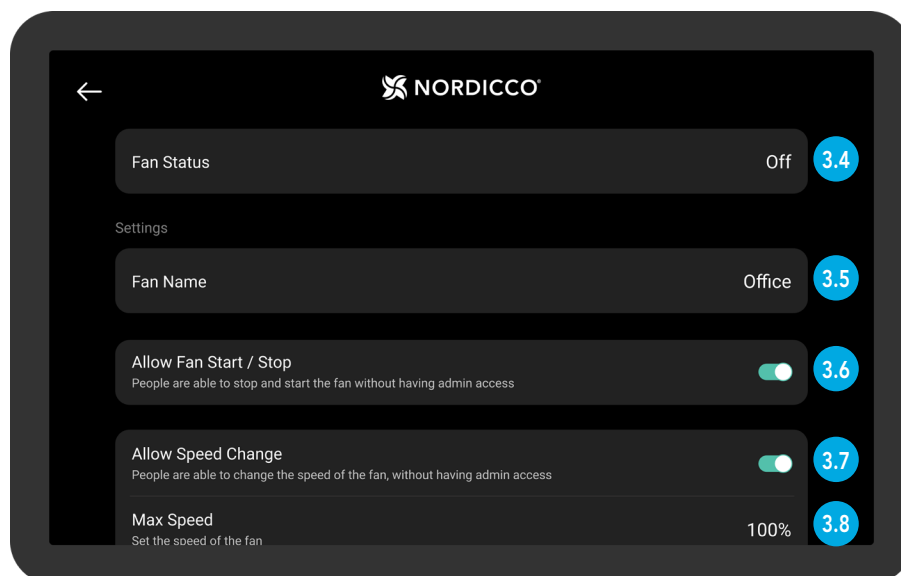 NORDICCO®
Fan Status
Off
3.4
Settings
Fan Name
Office
3.5
Allow Fan Start / Stop
People are able to stop and start the fan without having admin access
3.6
Allow Speed Change
People are able to change the speed of the fan, without having admin access
3.7
Max Speed
Set the speed of the fan
100%
3.8